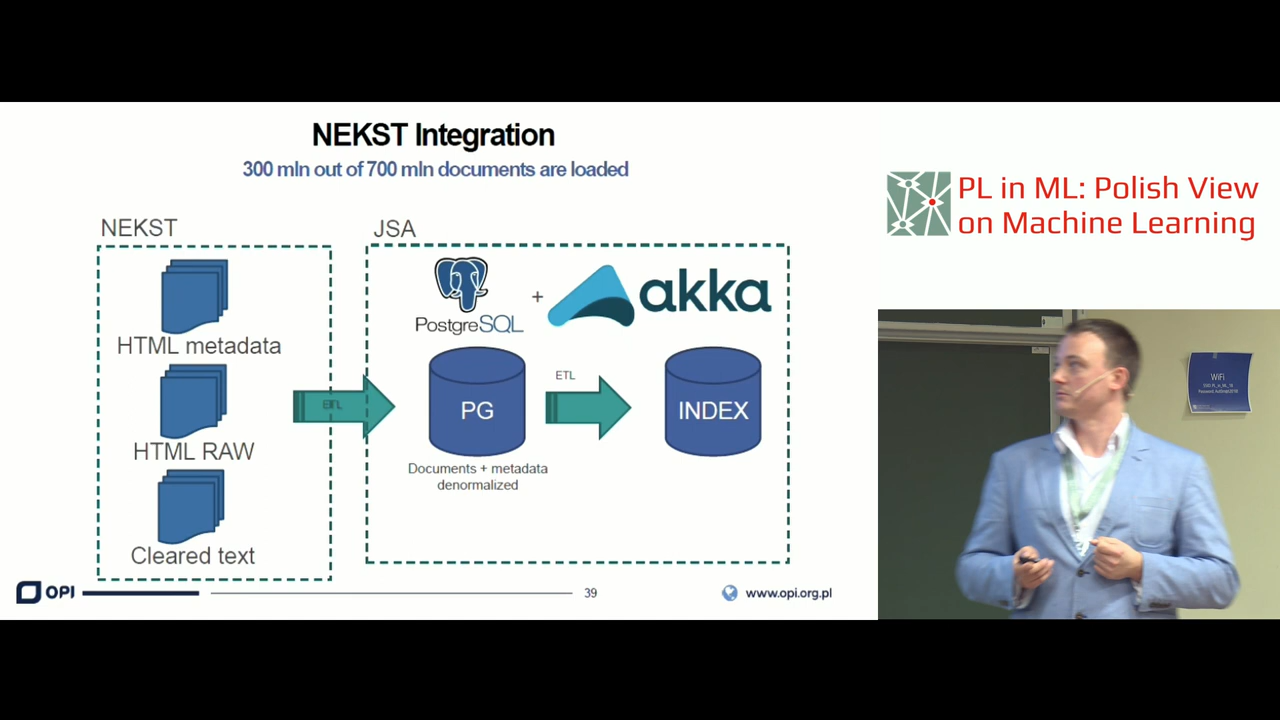 NEKST Integration
300 mln out of 700 mln documents are loaded
NEKST
JSA
HTML metadata
HTML RAW
Cleared text
ETL
PostgreSQL
+
akka
PG
Documents + metadata
denormalized
ETL
INDEX
OPI
39
www.opi.org.pl
PL in ML: Polish View
on Machine Learning
WiFi